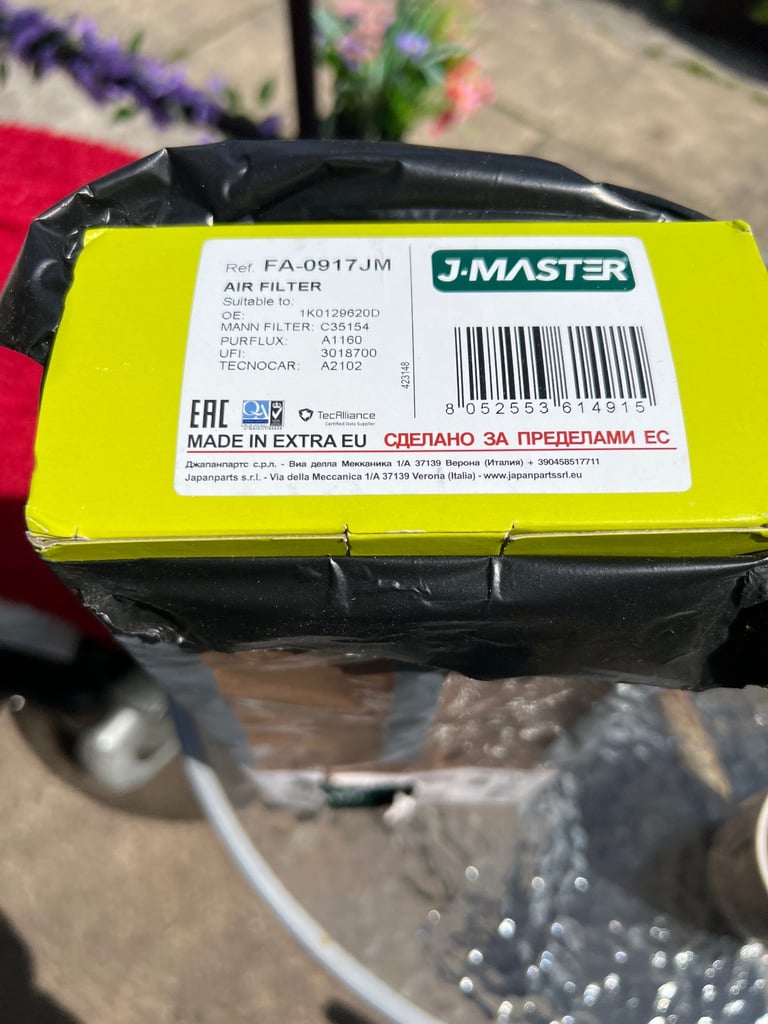 Ref. FA-0917JM
AIR FILTER
Suitable to:
OE: 1K0129620D
MANN FILTER: C35154
PURFLUX: A1160
UFI: 3018700
TECNOCAR: A2102
423148
J-MASTER
8 052553 614915
EAC
QA
TecAlliance
Certified Data Supplier
MADE IN EXTRA EU СДЕЛАНО ЗА ПРЕДЕЛАМИ ЕС
Джапанпартс с.р.л. - Виа делла Мекканика 1/А 37139 Верона (Италия) + 390458517711
Japanparts s.r.l. - Via della Meccanica 1/A 37139 Verona (Italia) - www.japanpartssrl.eu